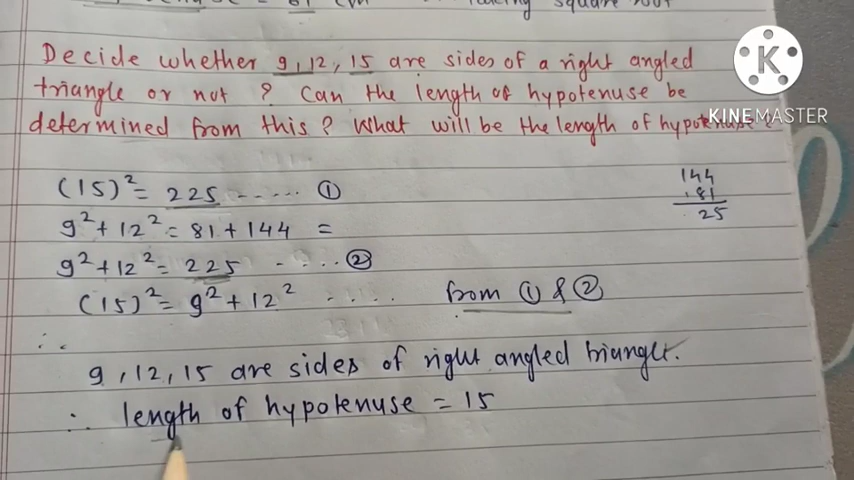 Decide whether 9, 12, 15 are sides of a right angled
triangle or not ? Can the length of hypotenuse be
determined from this ? What will be the length of hypotenuse ?
K
KINEMASTER
(15)² = 225 ...... ①
144
81
25
9² + 12² = 81 + 144 =
9² + 12² = 225 ..... ②
(15)² = 9² + 12² ..... from ① & ②
∴
9, 12, 15 are sides of right angled triangle.
∴ length of hypotenuse = 15